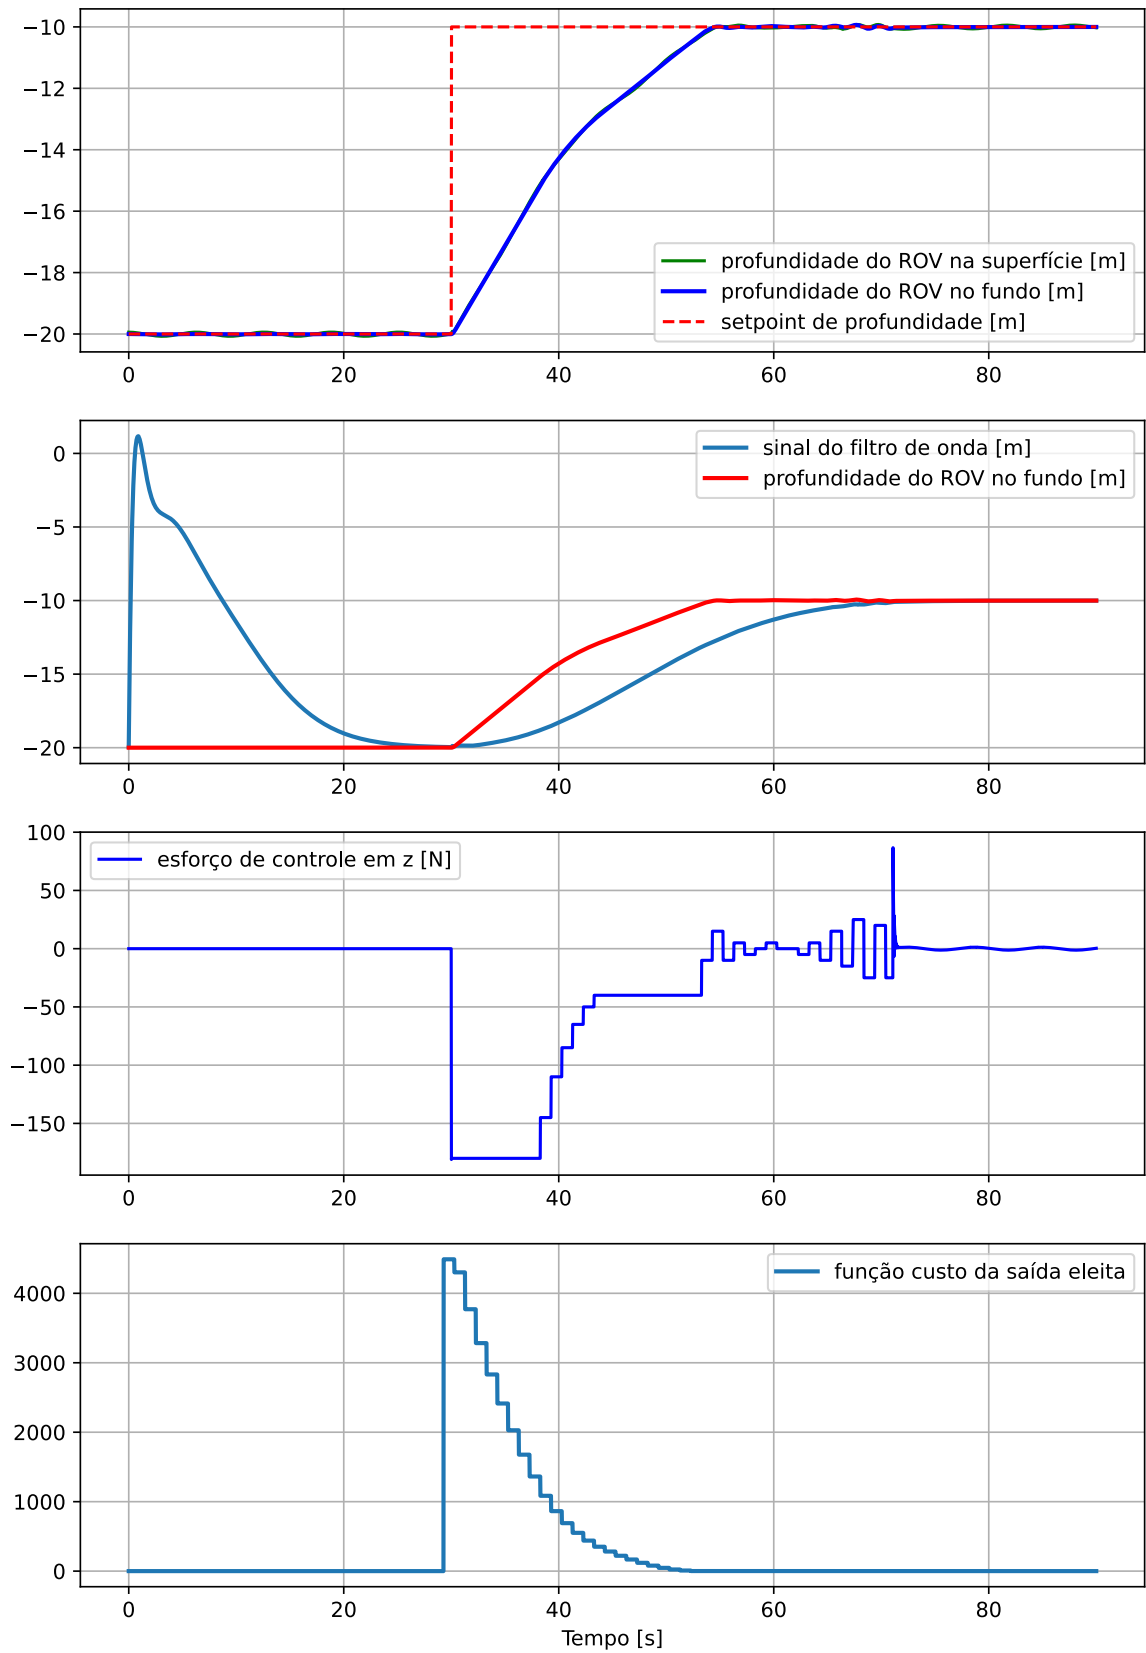 −10
−12
−14
−16
−18
−20
profundidade do ROV na superfície [m]
profundidade do ROV no fundo [m]
setpoint de profundidade [m]
0 20 40 60 80
0
−5
−10
−15
−20
sinal do filtro de onda [m]
profundidade do ROV no fundo [m]
0 20 40 60 80
100
50
0
−50
−100
−150
esforço de controle em z [N]
0 20 40 60 80
4000
3000
2000
1000
0
função custo da saída eleita
0 20 40 60 80
Tempo [s]